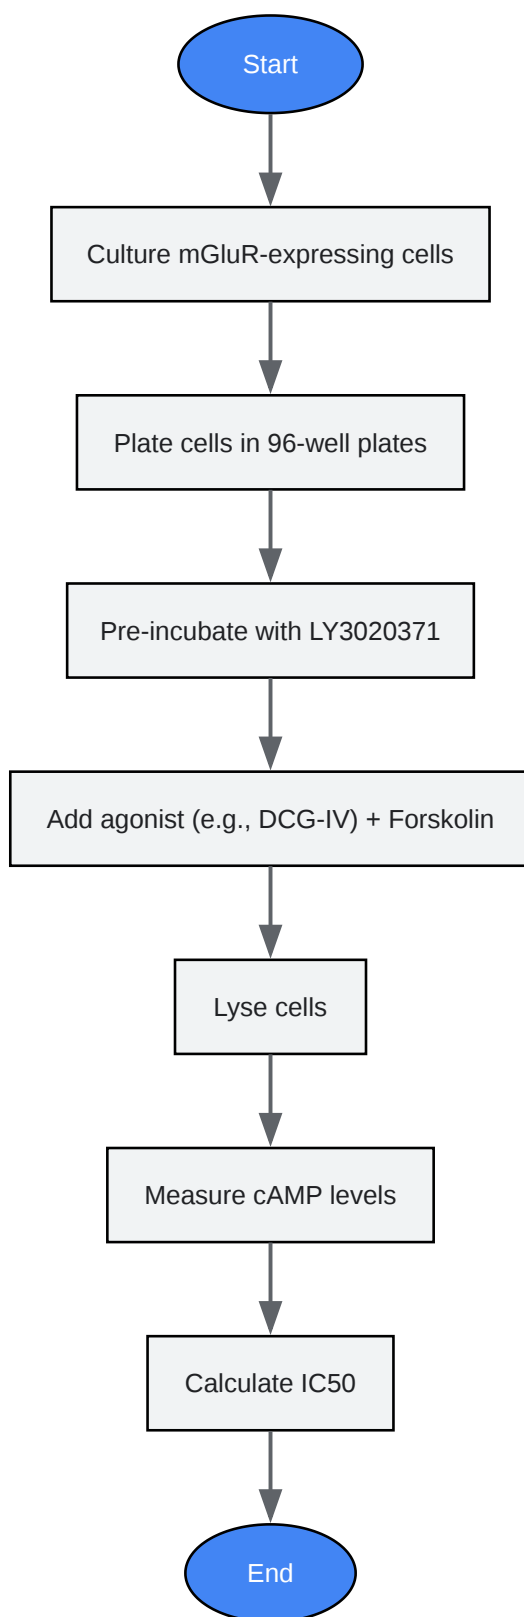 Start
Culture mGluR-expressing cells
Plate cells in 96-well plates
Pre-incubate with LY3020371
Add agonist (e.g., DCG-IV) + Forskolin
Lyse cells
Measure cAMP levels
Calculate IC50
End